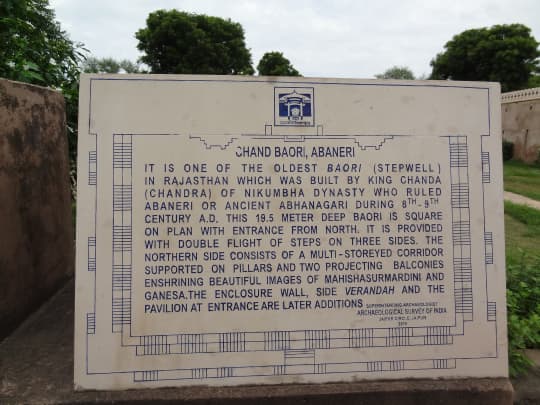 CHAND BAORI, ABANERI
IT IS ONE OF THE OLDEST BAORI (STEPWELL)
IN RAJASTHAN WHICH WAS BUILT BY KING CHANDA
(CHANDRA) OF NIKUMBHA DYNASTY WHO RULED
ABANERI OR ANCIENT ABHANAGARI DURING 8TH-9TH
CENTURY A.D. THIS 19.5 METER DEEP BAORI IS SQUARE
ON PLAN WITH ENTRANCE FROM NORTH. IT IS PROVIDED
WITH DOUBLE FLIGHT OF STEPS ON THREE SIDES. THE
NORTHERN SIDE CONSISTS OF A MULTI-STOREYED CORRIDOR
SUPPORTED ON PILLARS AND TWO PROJECTING BALCONIES
ENSHRINING BEAUTIFUL IMAGES OF MAHISHASURMARDINI AND
GANESA.THE ENCLOSURE WALL, SIDE VERANDAH AND THE
PAVILION AT ENTRANCE ARE LATER ADDITIONS
SUPERINTENDING ARCHAEOLOGIST
ARCHAEOLOGICAL SURVEY OF INDIA
JAIPUR CIRCLE, JAIPUR